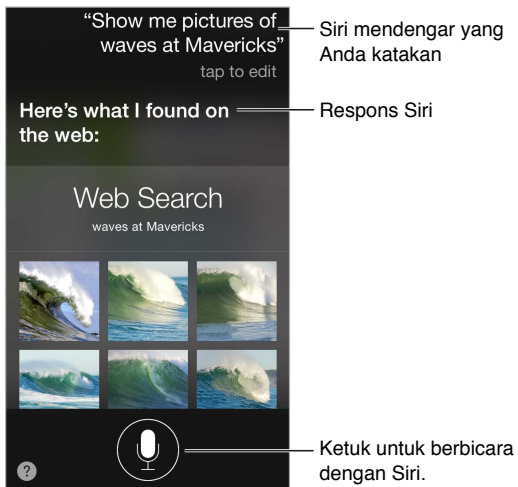 “Show me pictures of
waves at Mavericks”
tap to edit
Siri mendengar yang
Anda katakan
Here’s what I found on
the web:
Respons Siri
Web Search
waves at Mavericks
?
Ketuk untuk berbicara
dengan Siri.